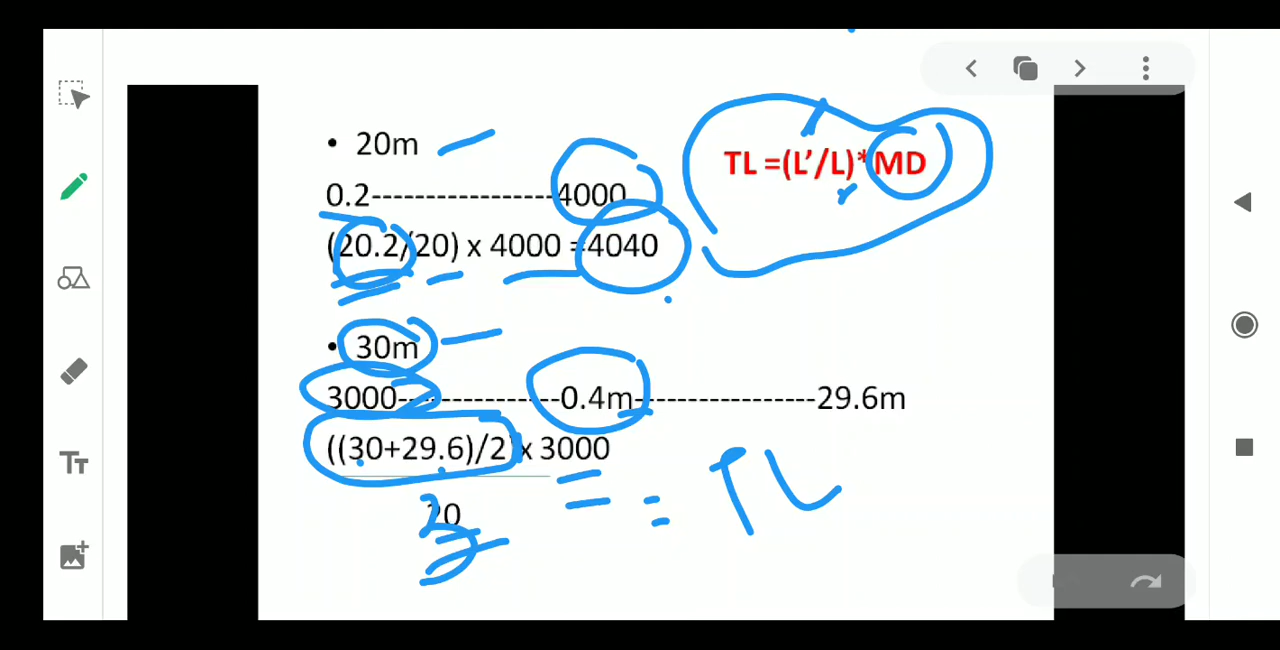 • 20m
TL =(L'/L)*MD
0.2------------------4000
(20.2/20) x 4000 =4040
• 30m
3000----------------0.4m------------------29.6m
((30+29.6)/2 x 3000
= TL
Tт